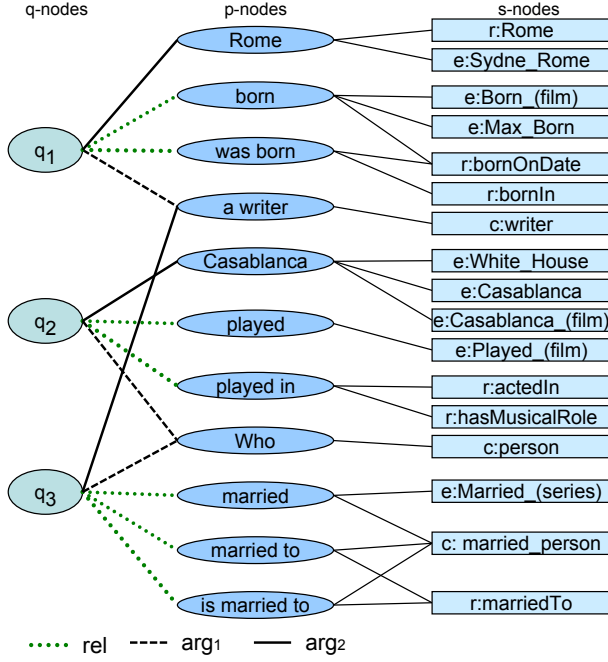 q-nodes p-nodes s-nodes
Rome
born
was born
a writer
Casablanca
played
played in
Who
married
married to
is married to
q1
q2
q3
r:Rome
e:Sydne_Rome
e:Born_(film)
e:Max_Born
r:bornOnDate
r:bornIn
c:writer
e:White_House
e:Casablanca
e:Casablanca_(film)
e:Played_(film)
r:actedIn
r:hasMusicalRole
c:person
e:Married_(series)
c: married_person
r:marriedTo
rel arg1 arg2